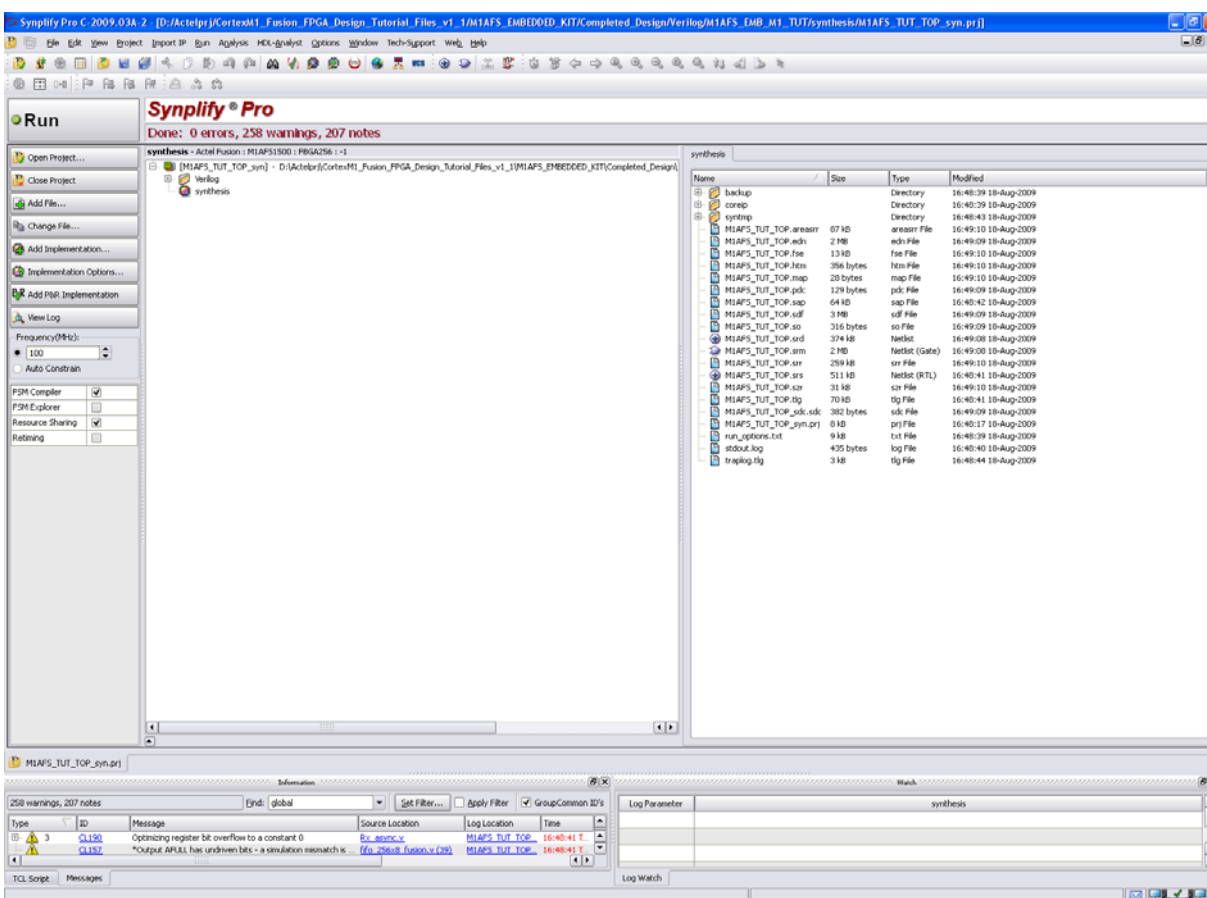 Synplify Pro C-2009.03A-2 - [D:/Actelprj/CortexM1_Fusion_FPGA_Design_Tutorial_Files_v1_1/M1AFS_EMBEDDED_KIT/Completed_Design/Verilog/M1AFS_EMB_M1_TUT/synthesis/M1AFS_TUT_TOP_syn.prj]
File Edit View Project Import IP Run Analysis HDL-Analyst Options Window Tech-Support Web Help
Run
Synplify ® Pro
Done: 0 errors, 258 warnings, 207 notes
Open Project...
Close Project
Add File...
Change File...
Add Implementation...
Implementation Options...
Add P&R Implementation
View Log
Frequency(MHz):
100
Auto Constrain
FSM Compiler
FSM Explorer
Resource Sharing
Retiming
synthesis - Actel Fusion : M1AFS1500 : FBGA256 : -1
[M1AFS_TUT_TOP_syn] - D:\Actelprj\CortexM1_Fusion_FPGA_Design_Tutorial_Files_v1_1\M1AFS_EMBEDDED_KIT\Completed_Design\
Verilog
synthesis
synthesis
Name Size Type Modified
backup Directory 16:48:39 18-Aug-2009
coreip Directory 16:48:39 18-Aug-2009
syntmp Directory 16:48:43 18-Aug-2009
M1AFS_TUT_TOP.areasrr 87 kB areasrr File 16:49:10 18-Aug-2009
M1AFS_TUT_TOP.edn 2 MB edn File 16:49:09 18-Aug-2009
M1AFS_TUT_TOP.fse 13 kB fse File 16:49:10 18-Aug-2009
M1AFS_TUT_TOP.htm 356 bytes htm File 16:49:10 18-Aug-2009
M1AFS_TUT_TOP.map 28 bytes map File 16:49:10 18-Aug-2009
M1AFS_TUT_TOP.pdc 129 bytes pdc File 16:49:09 18-Aug-2009
M1AFS_TUT_TOP.sap 64 kB sap File 16:48:42 18-Aug-2009
M1AFS_TUT_TOP.sdf 3 MB sdf File 16:49:09 18-Aug-2009
M1AFS_TUT_TOP.so 316 bytes so File 16:49:09 18-Aug-2009
M1AFS_TUT_TOP.srd 374 kB Netlist 16:49:08 18-Aug-2009
M1AFS_TUT_TOP.srm 2 MB Netlist (Gate) 16:49:08 18-Aug-2009
M1AFS_TUT_TOP.srr 259 kB srr File 16:49:10 18-Aug-2009
M1AFS_TUT_TOP.srs 511 kB Netlist (RTL) 16:48:41 18-Aug-2009
M1AFS_TUT_TOP.szr 31 kB szr File 16:49:10 18-Aug-2009
M1AFS_TUT_TOP.tlg 70 kB tlg File 16:48:41 18-Aug-2009
M1AFS_TUT_TOP_sdc.sdc 382 bytes sdc File 16:49:09 18-Aug-2009
M1AFS_TUT_TOP_syn.prj 8 kB prj File 16:48:17 18-Aug-2009
run_options.txt 9 kB txt File 16:48:39 18-Aug-2009
stdout.log 435 bytes log File 16:48:40 18-Aug-2009
traplog.tlg 3 kB tlg File 16:48:44 18-Aug-2009
M1AFS_TUT_TOP_syn.prj
Information
258 warnings, 207 notes Find: global Set Filter... Apply Filter GroupCommon ID's
Type ID Message Source Location Log Location Time
3 CL190 Optimizing register bit overflow to a constant 0 Rx_async.v M1AFS_TUT_TOP... 16:48:41 T...
CL157 *Output AFULL has undriven bits - a simulation mismatch is ... fifo_256x8_fusion.v (39) M1AFS_TUT_TOP... 16:48:41 T...
TCL Script Messages
Watch
Log Parameter synthesis
Log Watch